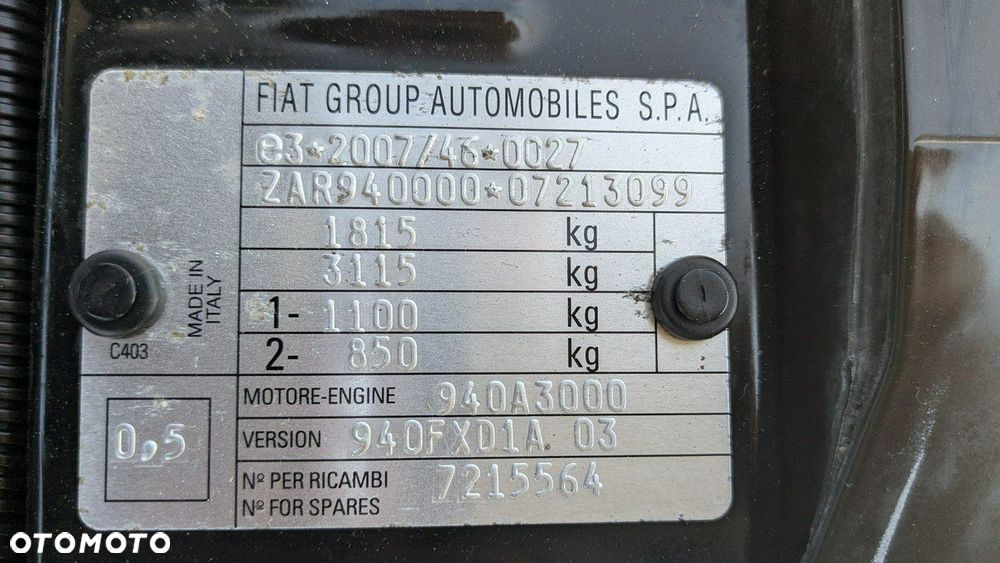 FIAT GROUP AUTOMOBILES S.P.A.
e3*2007/46*0027
ZAR940000*07213099
1815 kg
3115 kg
1- 1100 kg
2- 850 kg
MADE IN
ITALY
C403
0,5
MOTORE-ENGINE 940A3000
VERSION 940FXD1A 03
Nº PER RICAMBI 7215564
Nº FOR SPARES
OTOMOTO